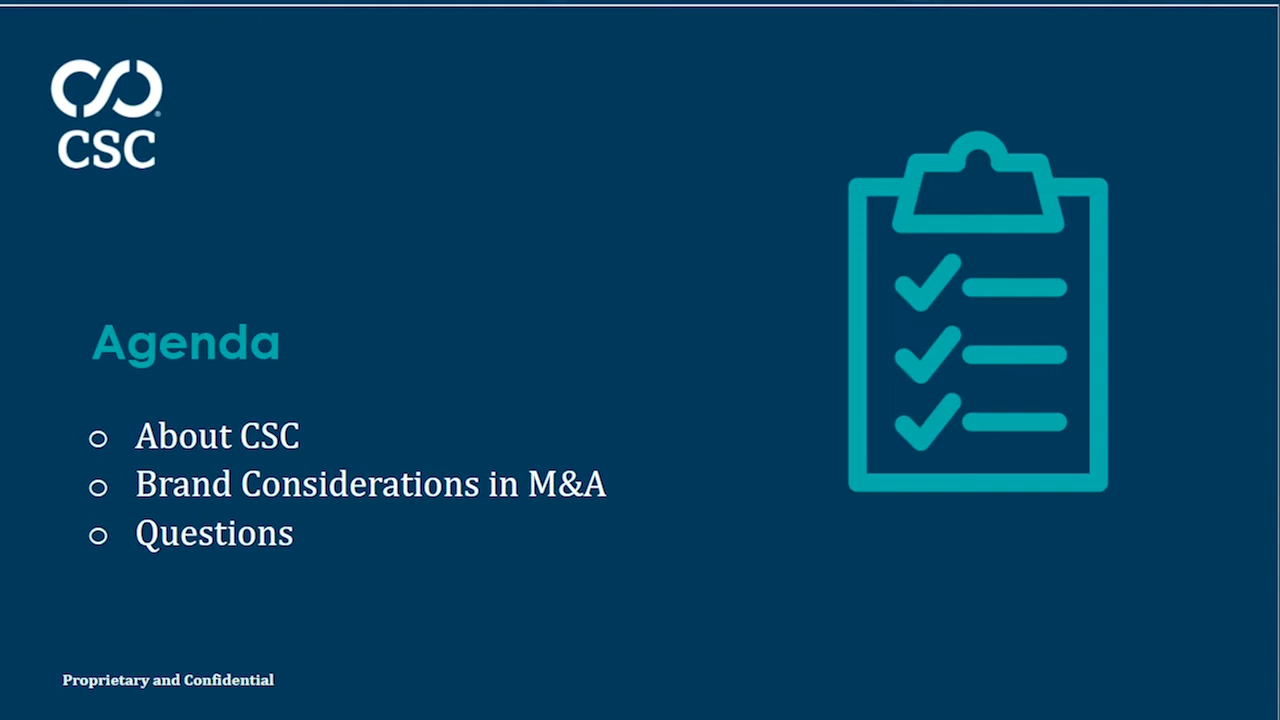 CSC
Agenda
○ About CSC
○ Brand Considerations in M&A
○ Questions
Proprietary and Confidential